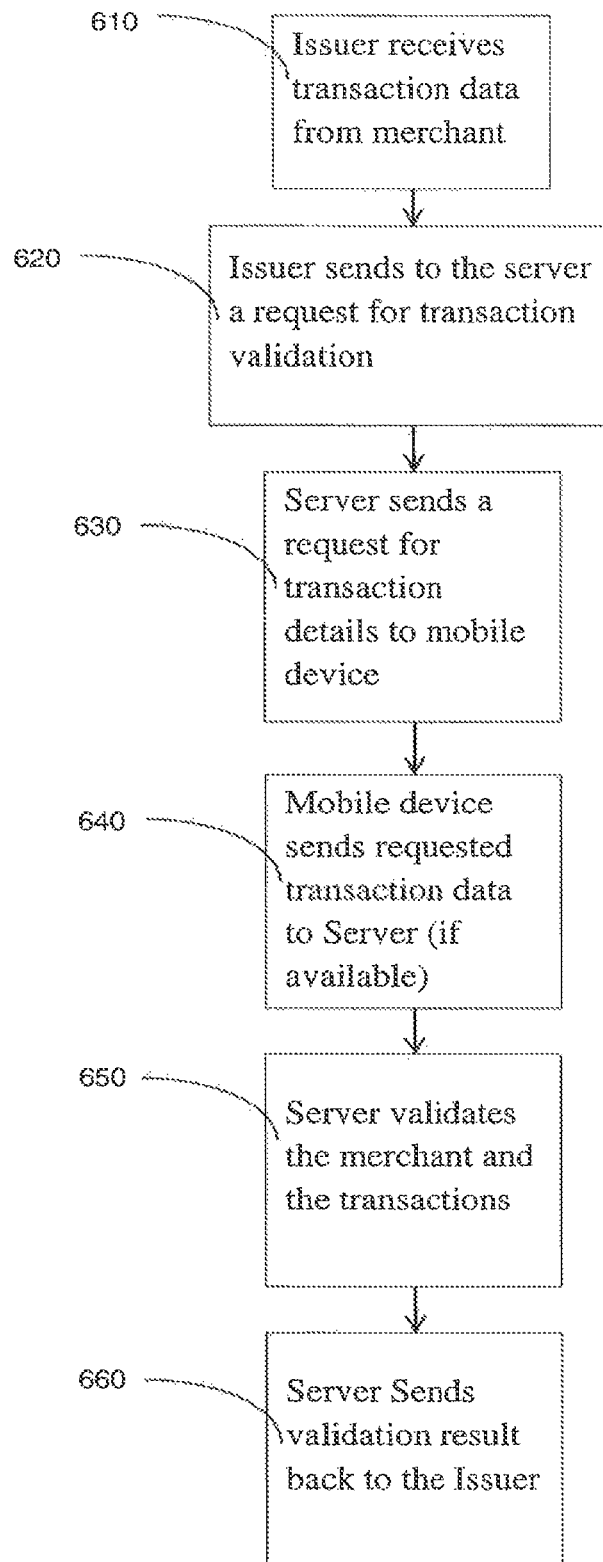 610
Issuer receives
transaction data
from merchant
620
Issuer sends to the server
a request for transaction
validation
630
Server sends a
request for
transaction
details to mobile
device
640
Mobile device
sends requested
transaction data
to Server (if
available)
650
Server validates
the merchant and
the transactions
660
Server Sends
validation result
back to the Issuer